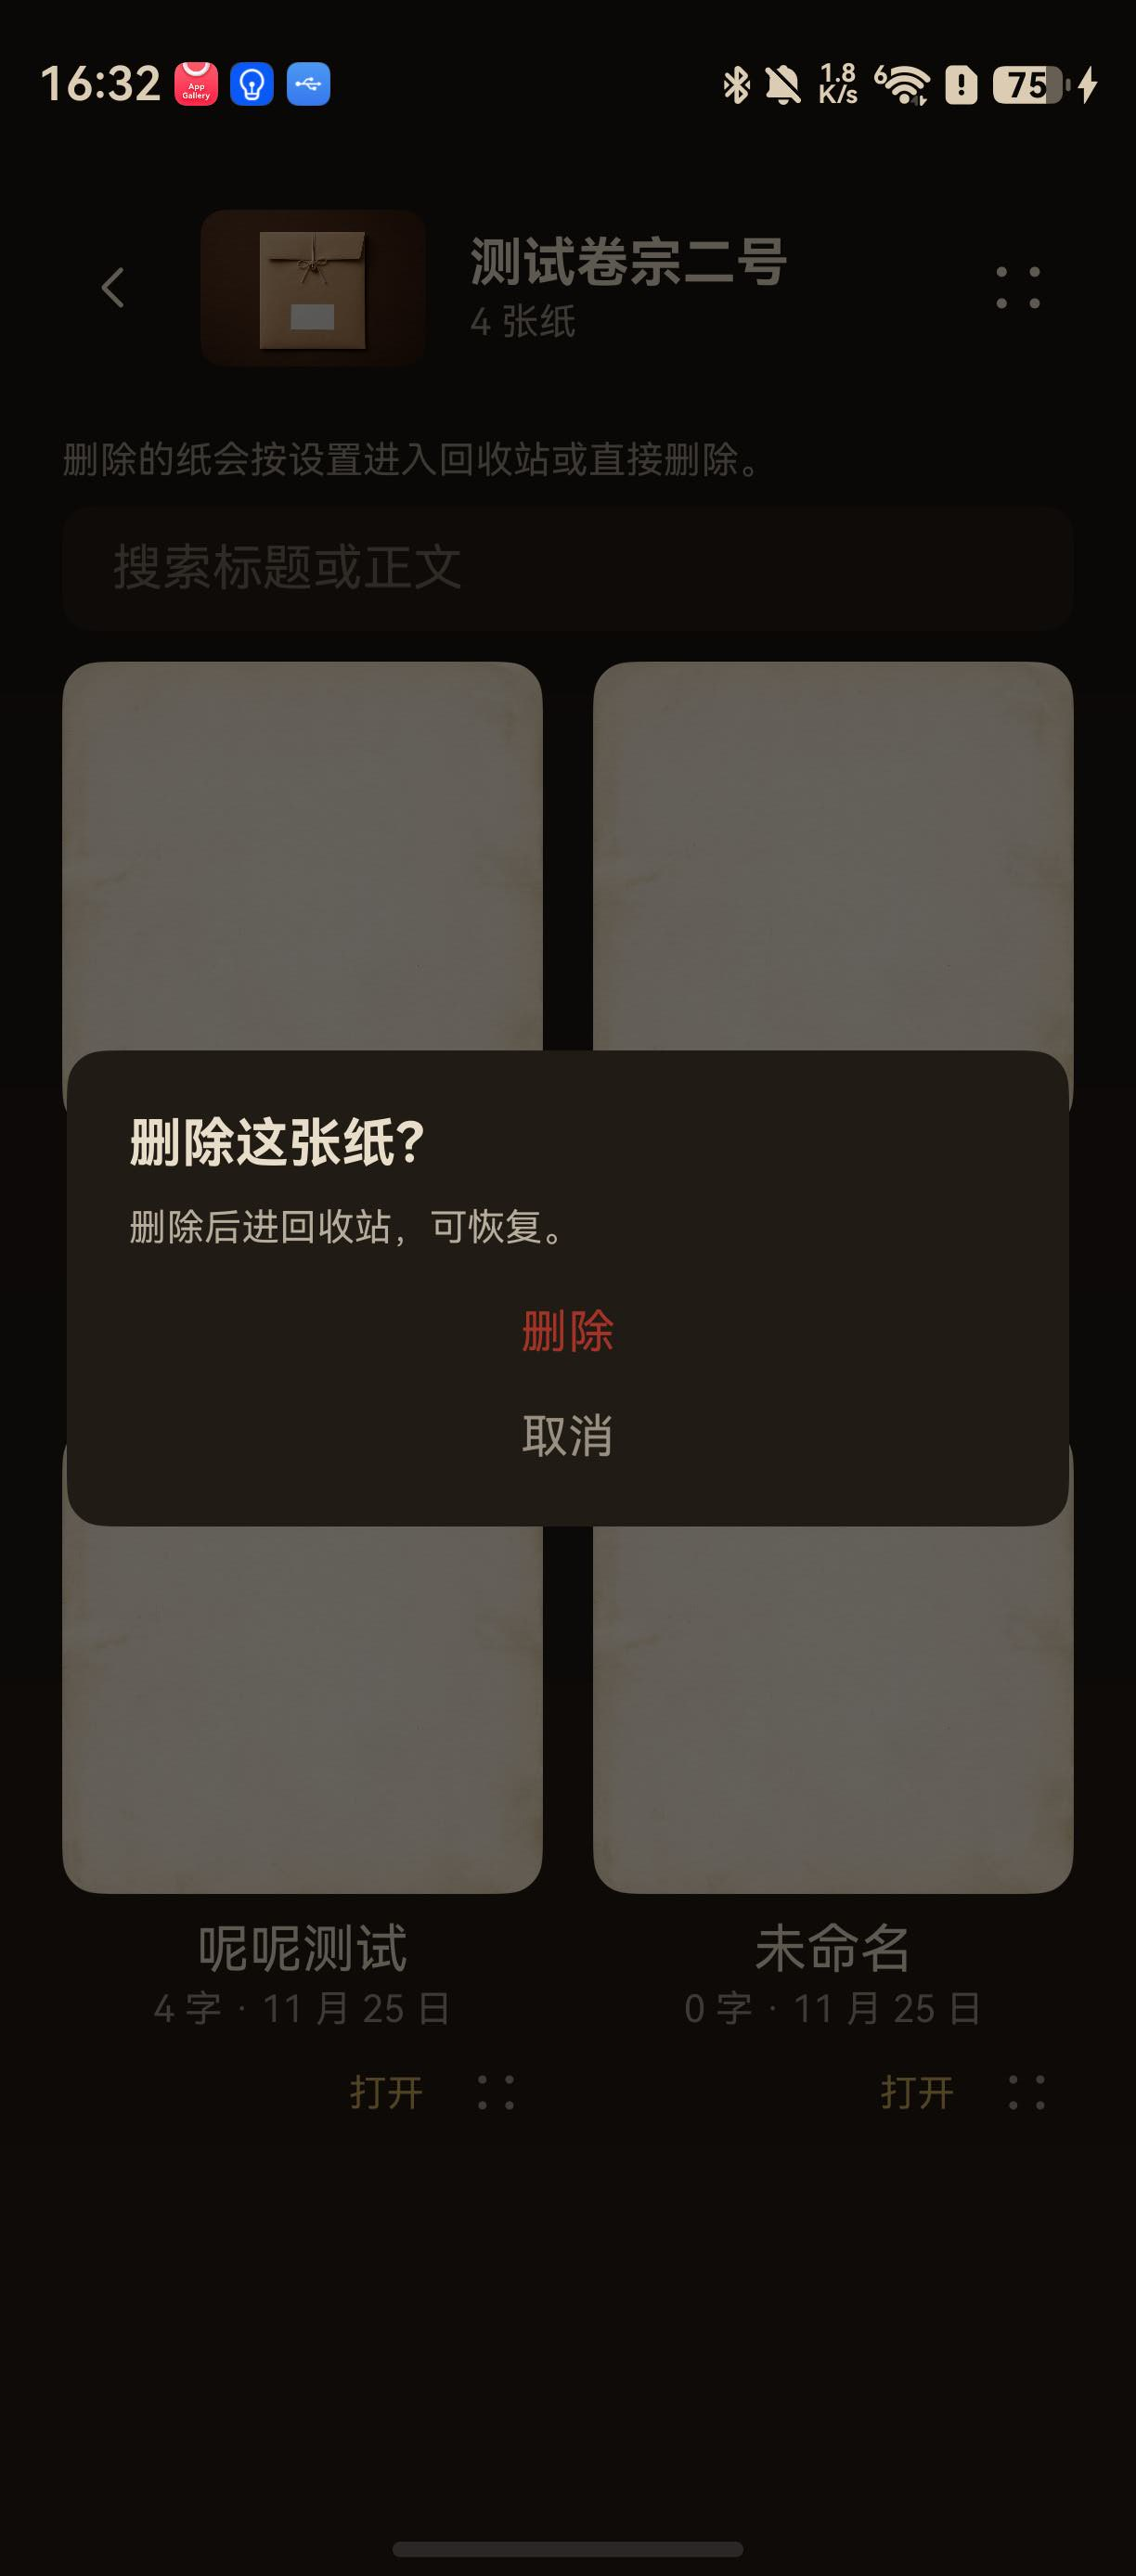 16:32
App
Gallery
1.8
K/s
6
75
测试卷宗二号
4 张纸
删除的纸会按设置进入回收站或直接删除。
搜索标题或正文
删除这张纸?
删除后进回收站，可恢复。
删除
取消
呢呢测试
4 字 · 11 月 25 日
打开
未命名
0 字 · 11 月 25 日
打开